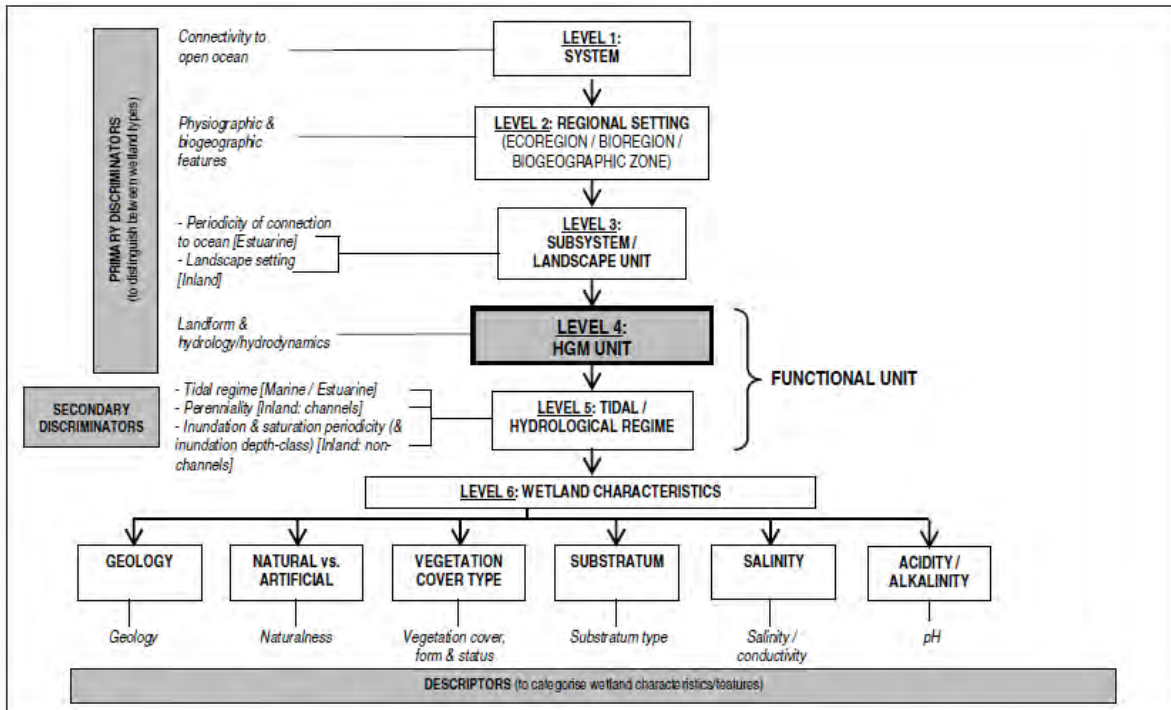 Connectivity to
open ocean
LEVEL 1:
SYSTEM
PRIMARY DISCRIMINATORS
(to distinguish between wetland types)
Physiographic &
biogeographic
features
LEVEL 2: REGIONAL SETTING
(ECOREGION / BIOREGION /
BIOGEOGRAPHIC ZONE)
- Periodicity of connection
to ocean [Estuarine]
- Landscape setting
[Inland]
LEVEL 3:
SUBSYSTEM /
LANDSCAPE UNIT
Landform &
hydrology/hydrodynamics
LEVEL 4:
HGM UNIT
FUNCTIONAL UNIT
SECONDARY
DISCRIMINATORS
- Tidal regime [Marine / Estuarine]
- Perenniality [Inland: channels]
- Inundation & saturation periodicity (&
inundation depth-class) [Inland: non-
channels]
LEVEL 5: TIDAL /
HYDROLOGICAL REGIME
LEVEL 6: WETLAND CHARACTERISTICS
GEOLOGY
NATURAL vs.
ARTIFICIAL
VEGETATION
COVER TYPE
SUBSTRATUM
SALINITY
ACIDITY /
ALKALINITY
Geology
Naturalness
Vegetation cover,
form & status
Substratum type
Salinity /
conductivity
pH
DESCRIPTORS (to categorise wetland characteristics/features)